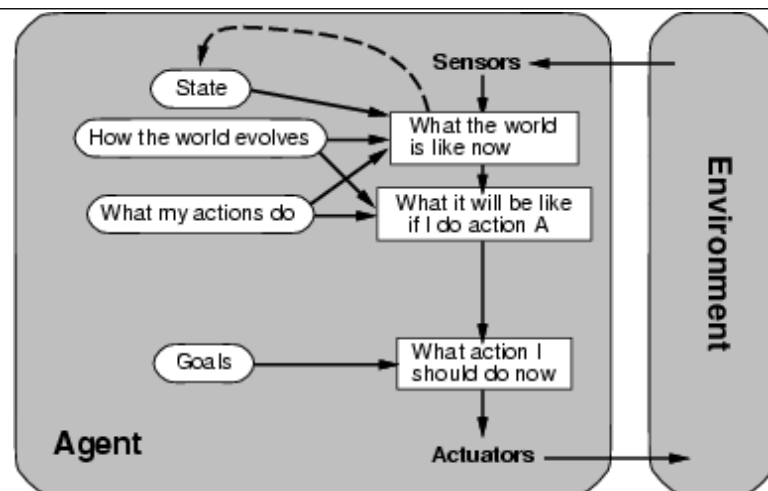 Sensors
State
What the world
is like now
How the world evolves
What my actions do
What it will be like
if I do action A
Environment
Goals
What action I
should do now
Agent
Actuators